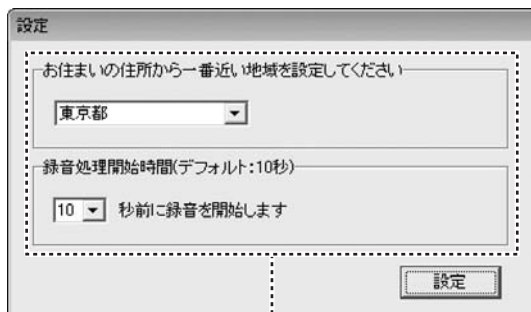 設定
お住まいの住所から一番近い地域を設定してください
東京都
録音処理開始時間(デフォルト:10秒)
10 秒前に録音を開始します
設定